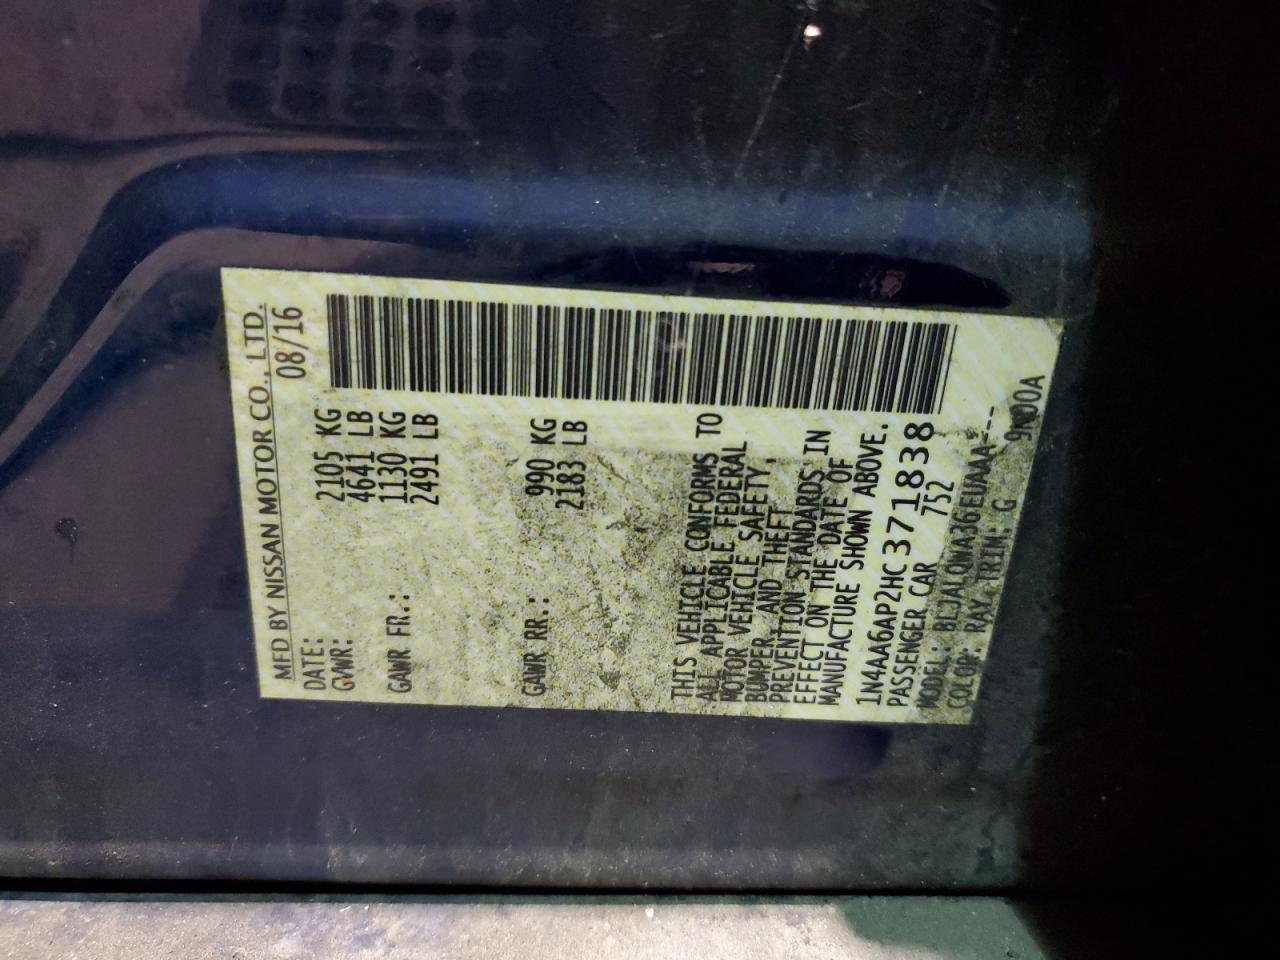 MFD BY NISSAN MOTOR CO., LTD.
DATE: 08/16
GVWR: 2105 KG
4641 LB
GAWR FR.: 1130 KG
2491 LB
GAWR RR.: 990 KG
2183 LB
THIS VEHICLE CONFORMS TO
ALL APPLICABLE FEDERAL
MOTOR VEHICLE SAFETY,
BUMPER, AND THEFT
PREVENTION STANDARDS IN
EFFECT ON THE DATE OF
MANUFACTURE SHOWN ABOVE.
1N4AA6AP2HC371838
PASSENGER CAR 752
MODEL:
COLOR: RAY TRIM: G 9N00A